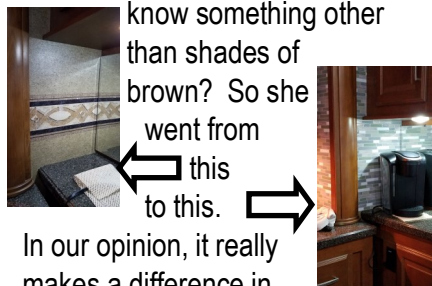 know something other
than shades of
brown? So she
went from
this
to this.
In our opinion, it really
makes a difference in